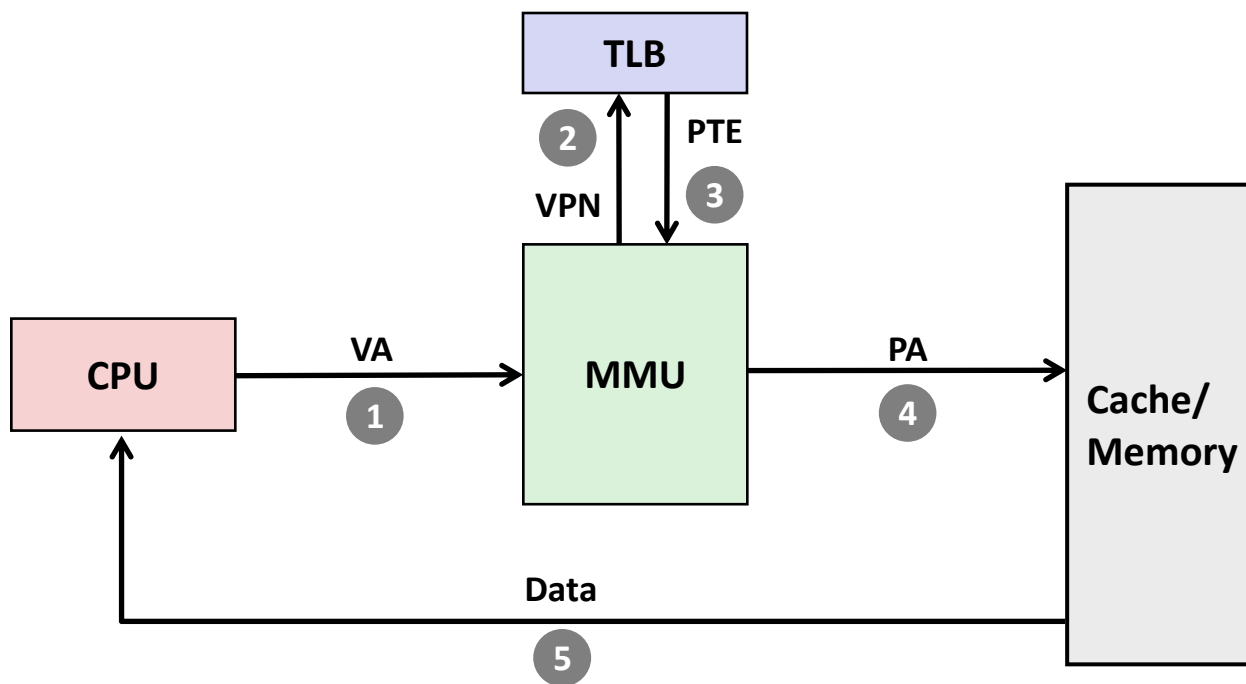 TLB
2
PTE
VPN
3
CPU
VA
1
MMU
PA
4
Cache/
Memory
Data
5